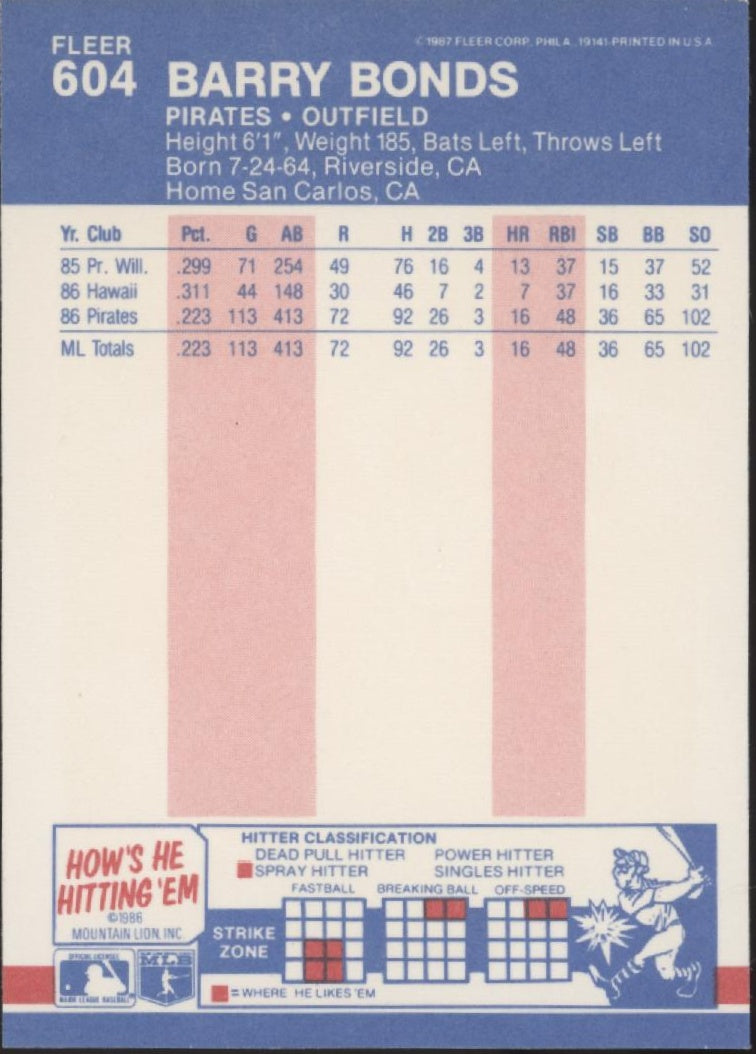 FLEER
© 1987 FLEER CORP. PHILA. 19141-PRINTED IN U S A
604 BARRY BONDS
PIRATES • OUTFIELD
Height 6'1", Weight 185, Bats Left, Throws Left
Born 7-24-64, Riverside, CA
Home San Carlos, CA
Yr. Club Pct. G AB R H 2B 3B HR RBI SB BB SO
85 Pr. Will. .299 71 254 49 76 16 4 13 37 15 37 52
86 Hawaii .311 44 148 30 46 7 2 7 37 16 33 31
86 Pirates .223 113 413 72 92 26 3 16 48 36 65 102
ML Totals .223 113 413 72 92 26 3 16 48 36 65 102
HOW'S HE
HITTING 'EM
©1986
MOUNTAIN LION, INC.
OFFICIAL LICENSEE
MAJOR LEAGUE BASEBALL
MLB
HITTER CLASSIFICATION
DEAD PULL HITTER POWER HITTER
SPRAY HITTER SINGLES HITTER
FASTBALL BREAKING BALL OFF-SPEED
STRIKE
ZONE
= WHERE HE LIKES 'EM